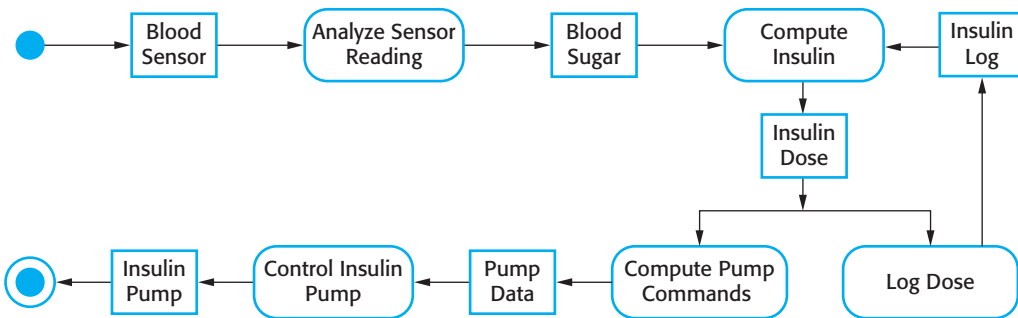 Blood
Sensor
Analyze Sensor
Reading
Blood
Sugar
Compute
Insulin
Insulin
Log
Insulin
Dose
Insulin
Pump
Control Insulin
Pump
Pump
Data
Compute Pump
Commands
Log Dose